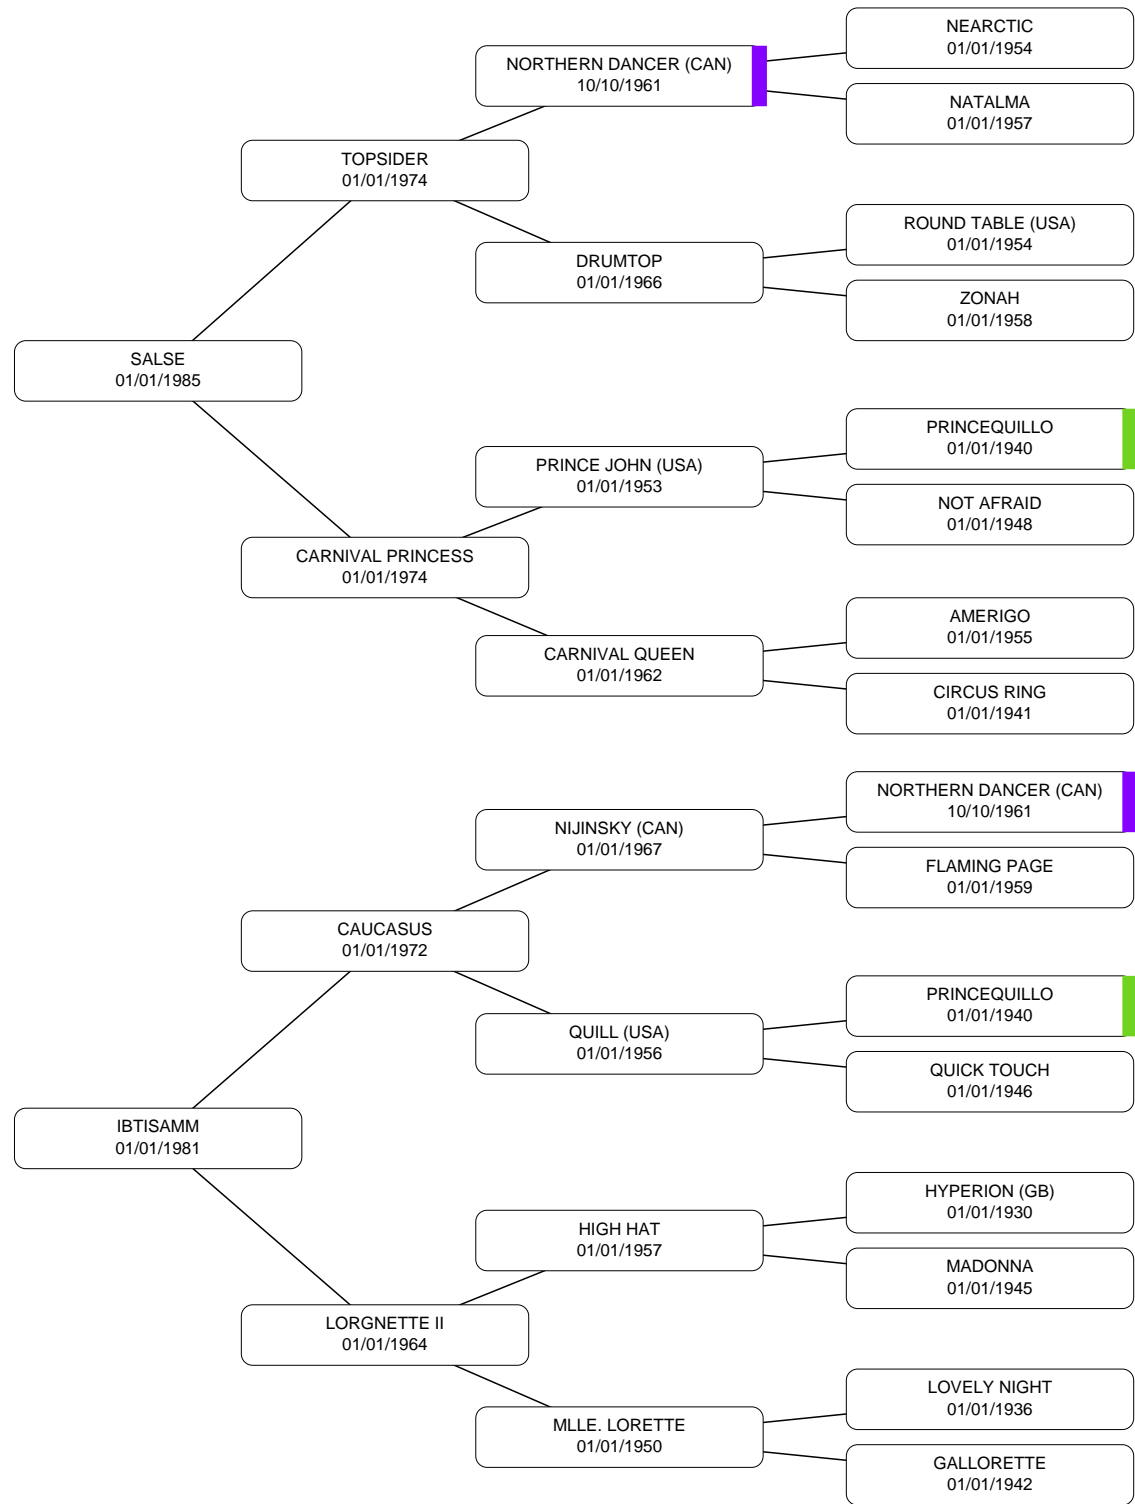 NEARCTIC
01/01/1954
NORTHERN DANCER (CAN)
10/10/1961
NATALMA
01/01/1957
TOPSIDER
01/01/1974
ROUND TABLE (USA)
01/01/1954
DRUMTOP
01/01/1966
ZONAH
01/01/1958
SALSE
01/01/1985
PRINCEQUILLO
01/01/1940
PRINCE JOHN (USA)
01/01/1953
NOT AFRAID
01/01/1948
CARNIVAL PRINCESS
01/01/1974
AMERIGO
01/01/1955
CARNIVAL QUEEN
01/01/1962
CIRCUS RING
01/01/1941
NORTHERN DANCER (CAN)
10/10/1961
NIJINSKY (CAN)
01/01/1967
FLAMING PAGE
01/01/1959
CAUCASUS
01/01/1972
PRINCEQUILLO
01/01/1940
QUILL (USA)
01/01/1956
QUICK TOUCH
01/01/1946
IBTISAMM
01/01/1981
HYPERION (GB)
01/01/1930
HIGH HAT
01/01/1957
MADONNA
01/01/1945
LORGNETTE II
01/01/1964
LOVELY NIGHT
01/01/1936
MLLE. LORETTE
01/01/1950
GALLORETTE
01/01/1942